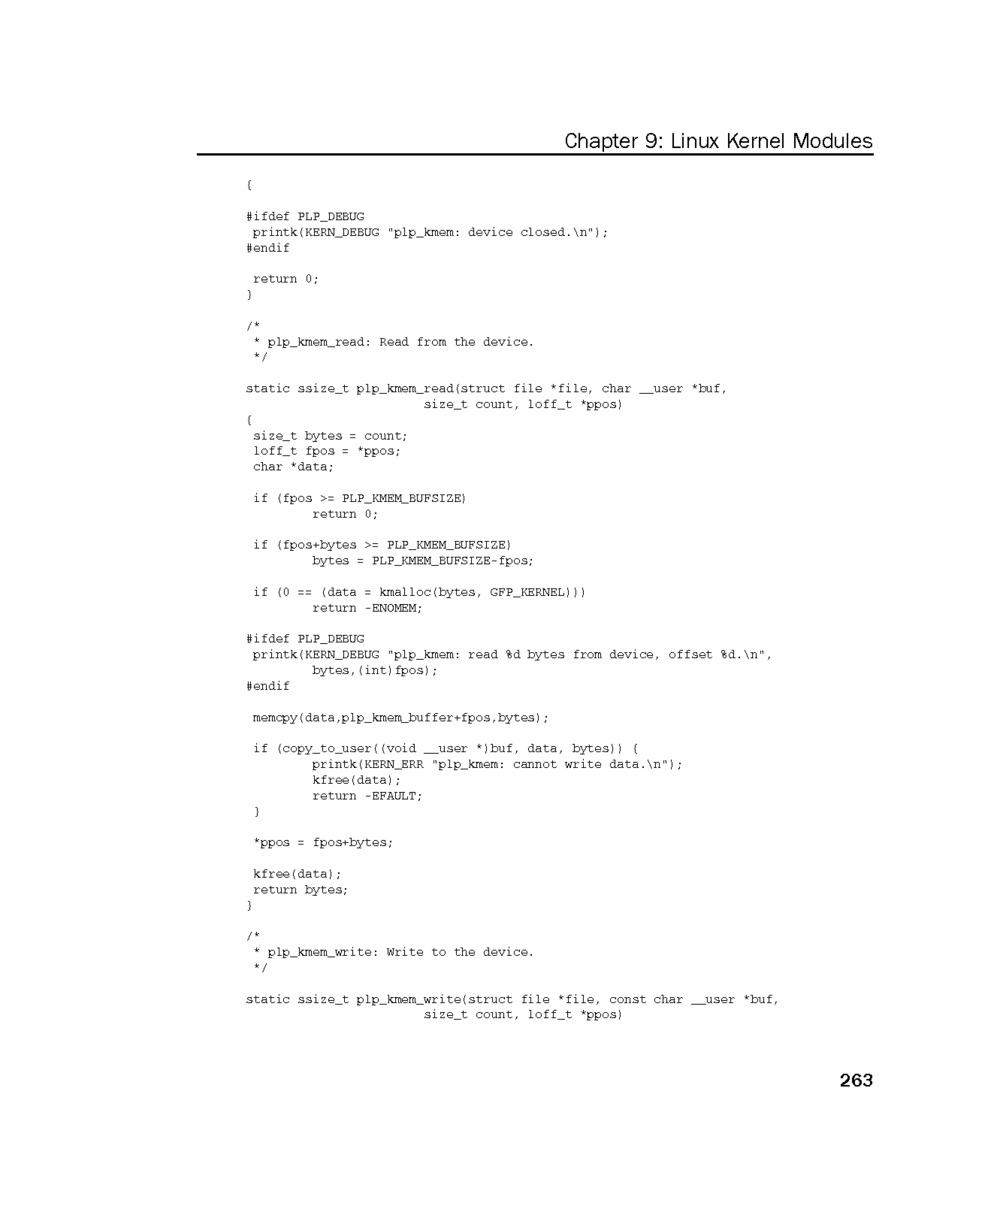 Chapter 9: Linux Kernel Modules
{
#ifdef PLP_DEBUG
printk(KERN_DEBUG "plp_kmem: device closed.\n");
#endif
return 0;
}
/*
* plp_kmem_read: Read from the device.
*/
static ssize_t plp_kmem_read(struct file *file, char __user *buf,
size_t count, loff_t *ppos)
{
size_t bytes = count;
loff_t fpos = *ppos;
char *data;
if (fpos >= PLP_KMEM_BUFSIZE)
return 0;
if (fpos+bytes >= PLP_KMEM_BUFSIZE)
bytes = PLP_KMEM_BUFSIZE-fpos;
if (0 == (data = kmalloc(bytes, GFP_KERNEL)))
return -ENOMEM;
#ifdef PLP_DEBUG
printk(KERN_DEBUG "plp_kmem: read %d bytes from device, offset %d.\n",
bytes,(int)fpos);
#endif
memcpy(data,plp_kmem_buffer+fpos,bytes);
if (copy_to_user((void __user *)buf, data, bytes)) {
printk(KERN_ERR "plp_kmem: cannot write data.\n");
kfree(data);
return -EFAULT;
}
*ppos = fpos+bytes;
kfree(data);
return bytes;
}
/*
* plp_kmem_write: Write to the device.
*/
static ssize_t plp_kmem_write(struct file *file, const char __user *buf,
size_t count, loff_t *ppos)
263